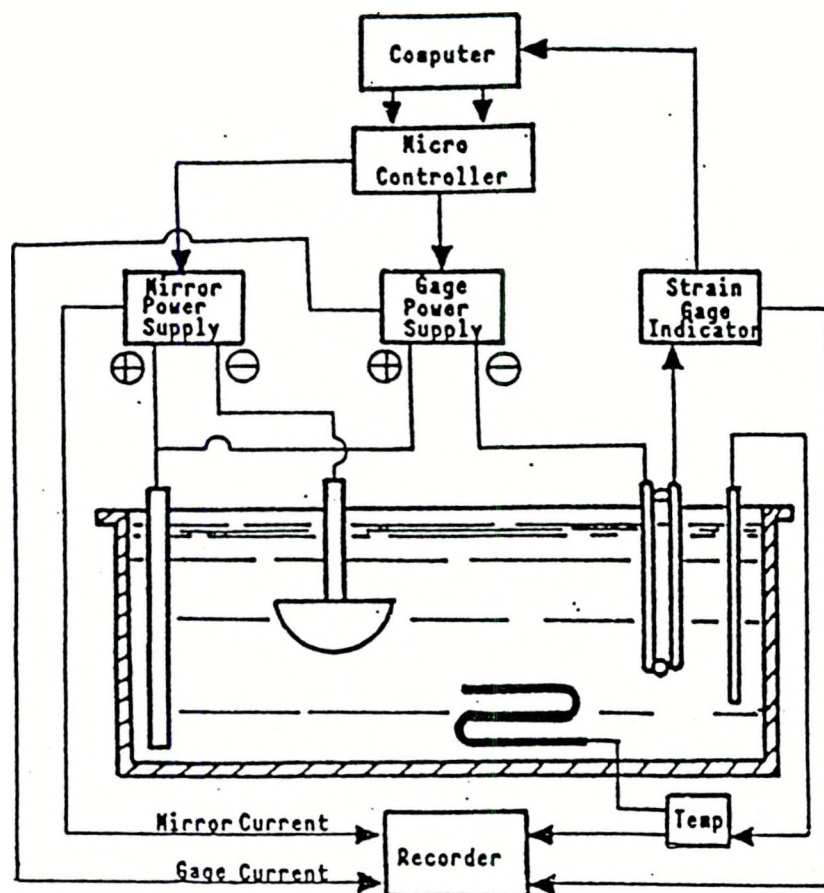 Computer
Micro
Controller
Mirror
Power
Supply
Gage
Power
Supply
Strain
Gage
Indicator
+
−
+
−
Mirror Current
Gage Current
Recorder
Temp